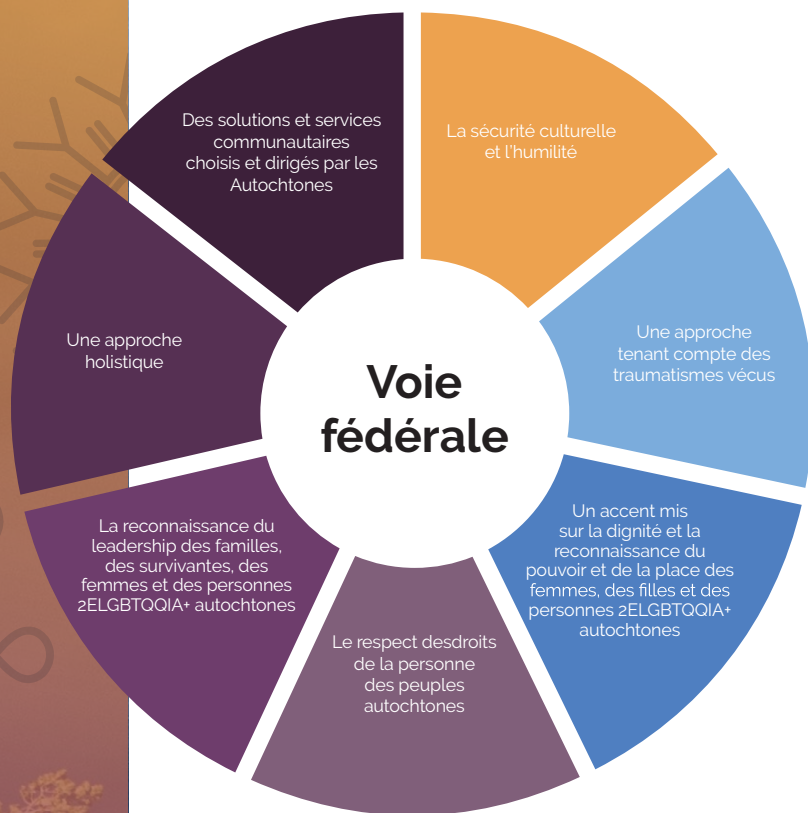 Des solutions et services
communautaires
choisis et dirigés par les
Autochtones
La sécurité culturelle
et l'humilité
Une approche
tenant compte des
traumatismes vécus
Une approche
holistique
Voie
fédérale
La reconnaissance du
leadership des familles,
des survivantes, des
femmes et des personnes
2ELGBTQQIA+ autochtones
Un accent mis
sur la dignité et la
reconnaissance du
pouvoir et de la place des
femmes, des filles et des
personnes 2ELGBTQQIA+
autochtones
Le respect desdroits
de la personne
des peuples
autochtones